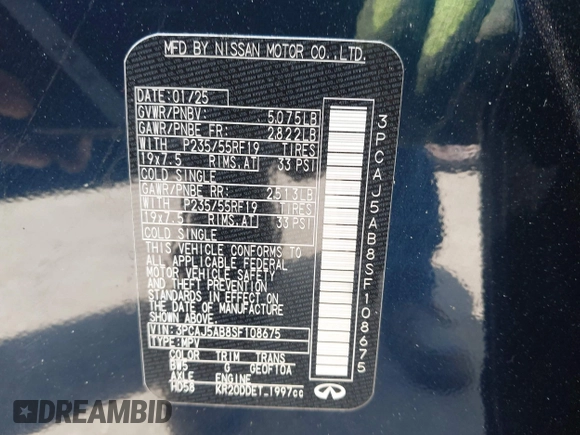 MFD BY NISSAN MOTOR CO.,LTD.
DATE:01/25
GVWR/PNBV 5,075LB
GAWR/PNBE FR: 2,822LB
WITH P235/55RF19 TIRES
19x7.5 RIMS,AT 33 PSI
COLD SINGLE
GAWR/PNBE RR: 2,513LB
WITH P235/55RF19 TIRES
19x7.5 RIMS,AT 33 PSI
COLD SINGLE
THIS VEHICLE CONFORMS TO
ALL APPLICABLE FEDERAL
MOTOR VEHICLE SAFETY
AND THEFT PREVENTION
STANDARDS IN EFFECT ON
THE DATE OF MANUFACTURE
SHOWN ABOVE
VIN:3PCAJ5AB8SF108675
TYPE:MPV
COLOR TRIM TRANS
BW5 G GE0F10A
AXLE ENGINE
HD58 KR20DDET 1997cc
3PCAJ5AB8SF108675
DREAMBID